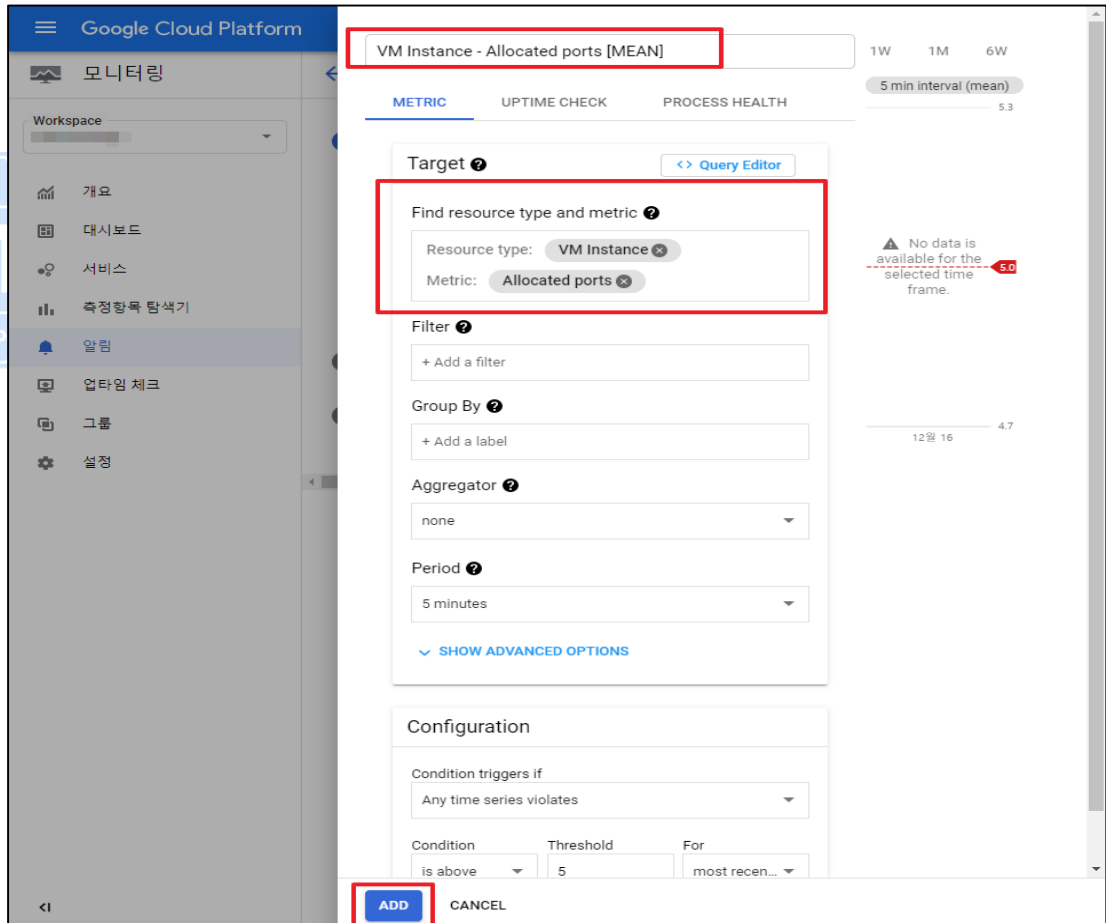 Google Cloud Platform
모니터링
Workspace
개요
대시보드
서비스
측정항목 탐색기
알림
업타임 체크
그룹
설정
VM Instance - Allocated ports [MEAN]
METRIC UPTIME CHECK PROCESS HEALTH
Target
<> Query Editor
Find resource type and metric
Resource type: VM Instance
Metric: Allocated ports
Filter
+ Add a filter
Group By
+ Add a label
Aggregator
none
Period
5 minutes
SHOW ADVANCED OPTIONS
Configuration
Condition triggers if
Any time series violates
Condition Threshold For
is above 5 most recen...
ADD CANCEL
1W 1M 6W
5 min interval (mean)
5.3
No data is
available for the
selected time
frame.
5.0
4.7
12월 16